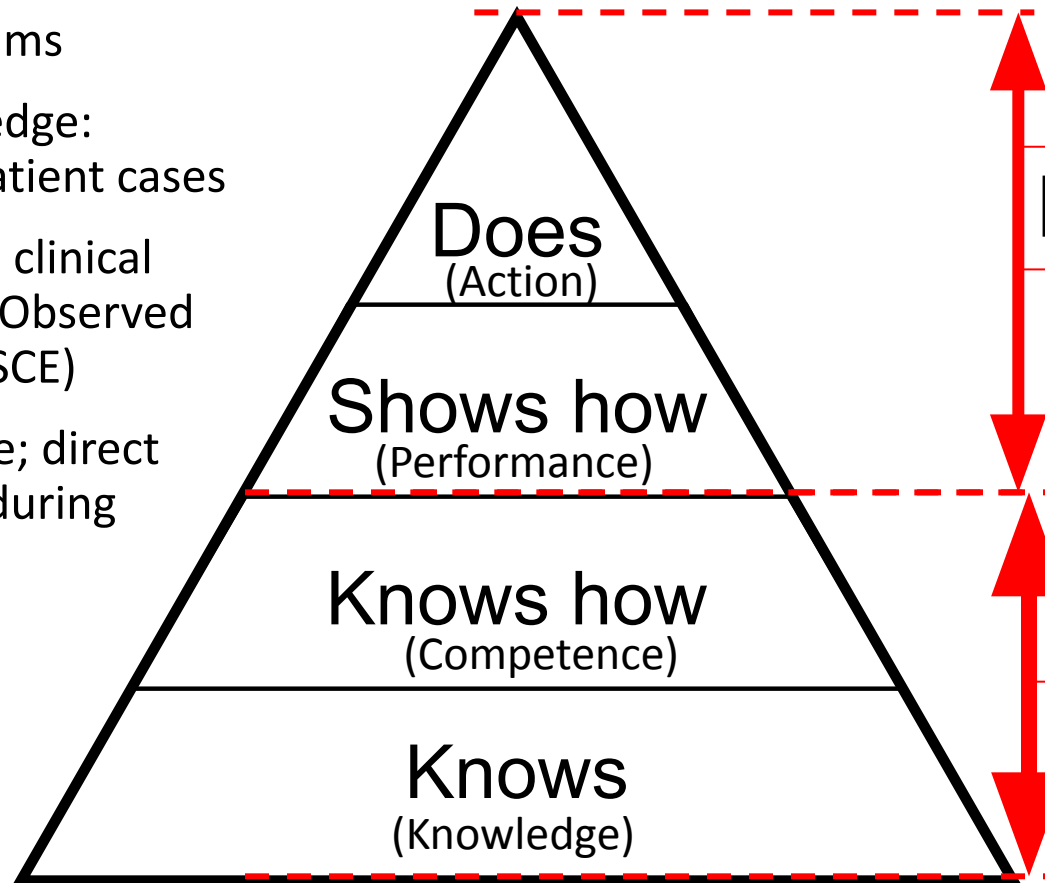 ms
edge:
atient cases
clinical
Observed
SCE)
e; direct
during
Does
(Action)
Shows how
(Performance)
Knows how
(Competence)
Knows
(Knowledge)